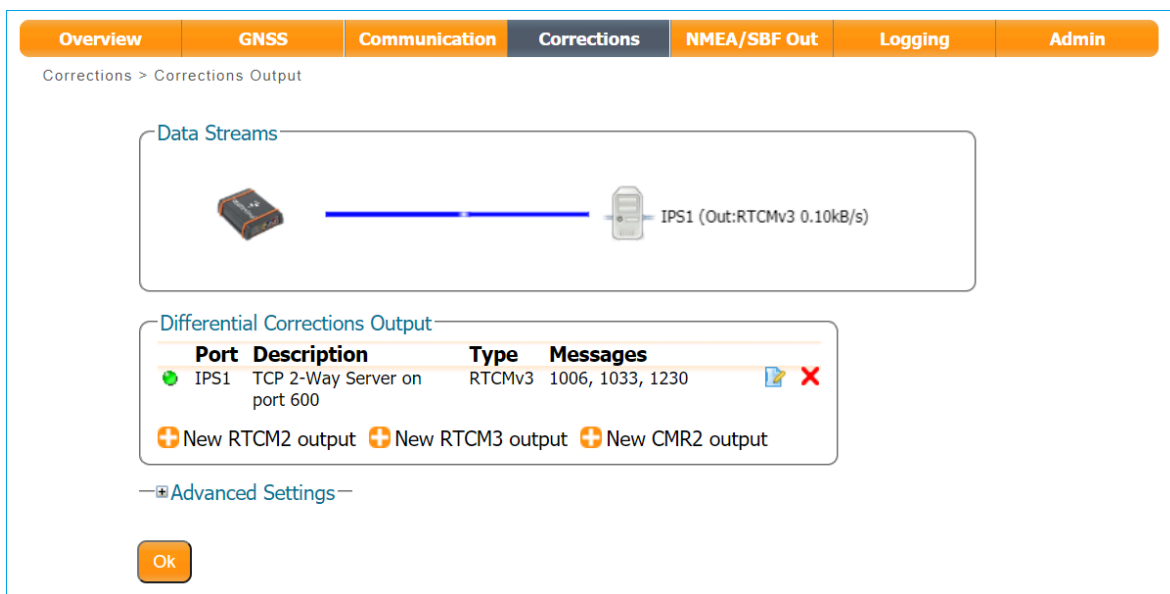 Overview GNSS Communication Corrections NMEA/SBF Out Logging Admin
Corrections > Corrections Output
Data Streams
IPS1 (Out:RTCMv3 0.10kB/s)
Differential Corrections Output
Port Description Type Messages
IPS1 TCP 2-Way Server on RTCMv3 1006, 1033, 1230
port 600
New RTCM2 output New RTCM3 output New CMR2 output
Advanced Settings
Ok